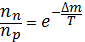 n_n/n_p = e^{-Δm/T}